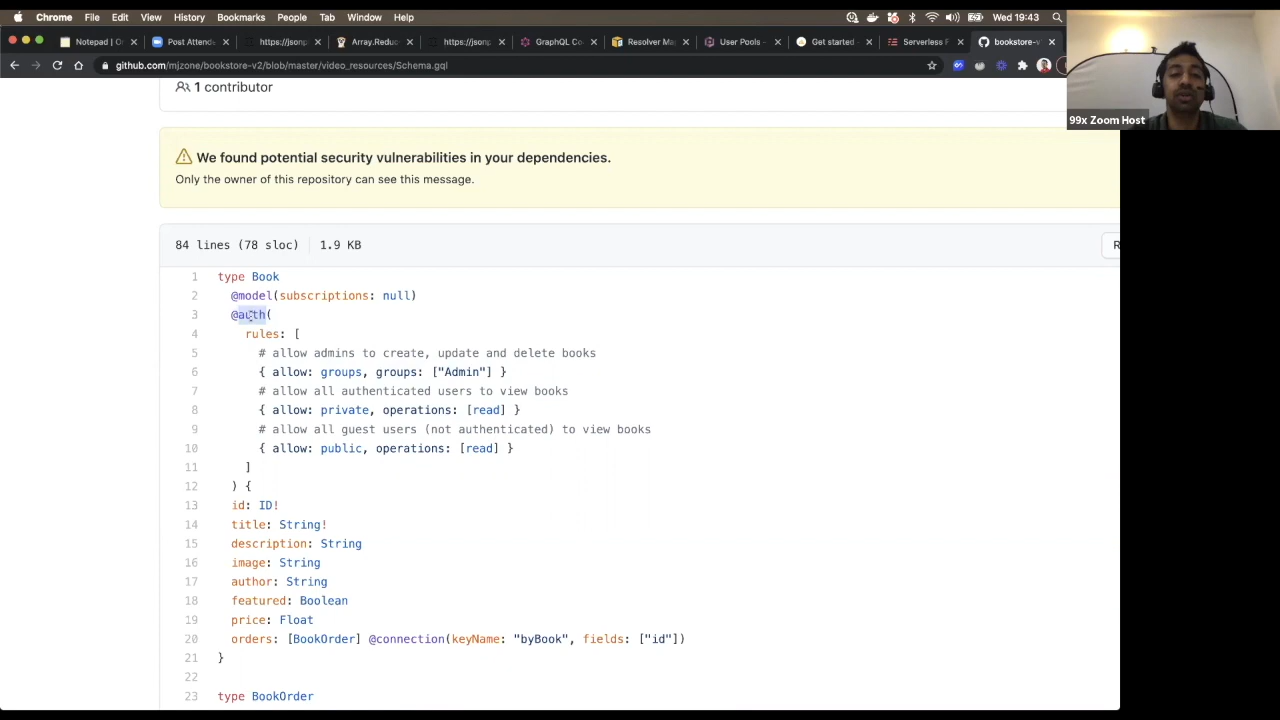 Chrome File Edit View History Bookmarks People Tab Window Help Wed 19:43
Notepad | O Post Attend https://jsonp Array.Reduc https://jsonp GraphQL Co Resolver Ma User Pools - Get started - Serverless F bookstore-v
github.com/mjzone/bookstore-v2/blob/master/video_resources/Schema.gql
99x Zoom Host
1 contributor
We found potential security vulnerabilities in your dependencies.
Only the owner of this repository can see this message.
84 lines (78 sloc) 1.9 KB R
1 type Book
2 @model(subscriptions: null)
3 @auth(
4 rules: [
5 # allow admins to create, update and delete books
6 { allow: groups, groups: ["Admin"] }
7 # allow all authenticated users to view books
8 { allow: private, operations: [read] }
9 # allow all guest users (not authenticated) to view books
10 { allow: public, operations: [read] }
11 ]
12 ) {
13 id: ID!
14 title: String!
15 description: String
16 image: String
17 author: String
18 featured: Boolean
19 price: Float
20 orders: [BookOrder] @connection(keyName: "byBook", fields: ["id"])
21 }
22
23 type BookOrder